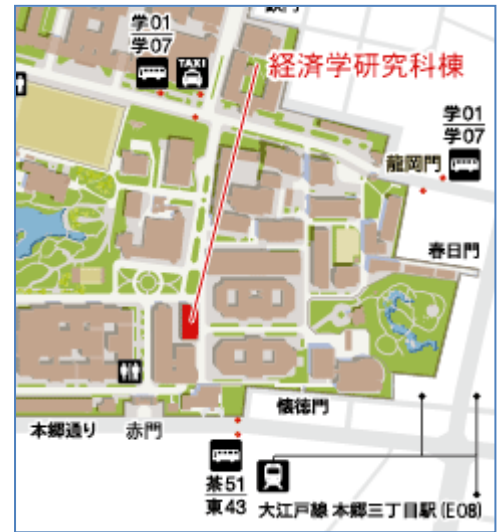 鉄門
学01
学07
TAXI
経済学研究科棟
学01
学07
龍岡門
春日門
懐徳門
本郷通り
赤門
茶51
東43
大江戸線 本郷三丁目駅(E08)